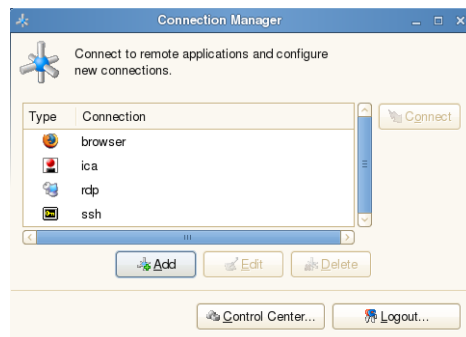 Connection Manager
Connect to remote applications and configure
new connections.
Type Connection
Connect
browser
ica
rdp
ssh
Add Edit Delete
Control Center... Logout...